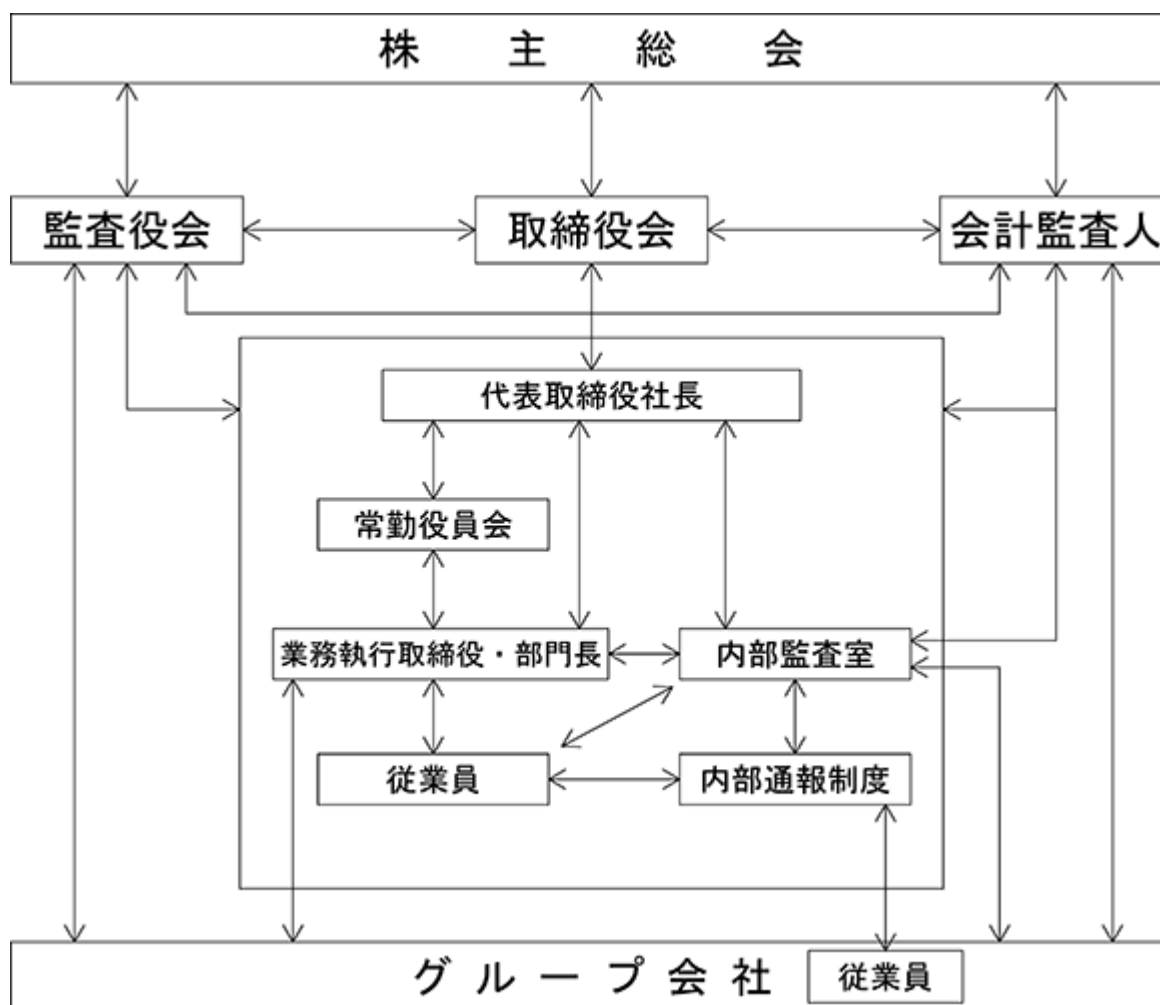 株主総会
監査役会
取締役会
会計監査人
代表取締役社長
常勤役員会
業務執行取締役・部門長
内部監査室
従業員
内部通報制度
グループ会社
従業員